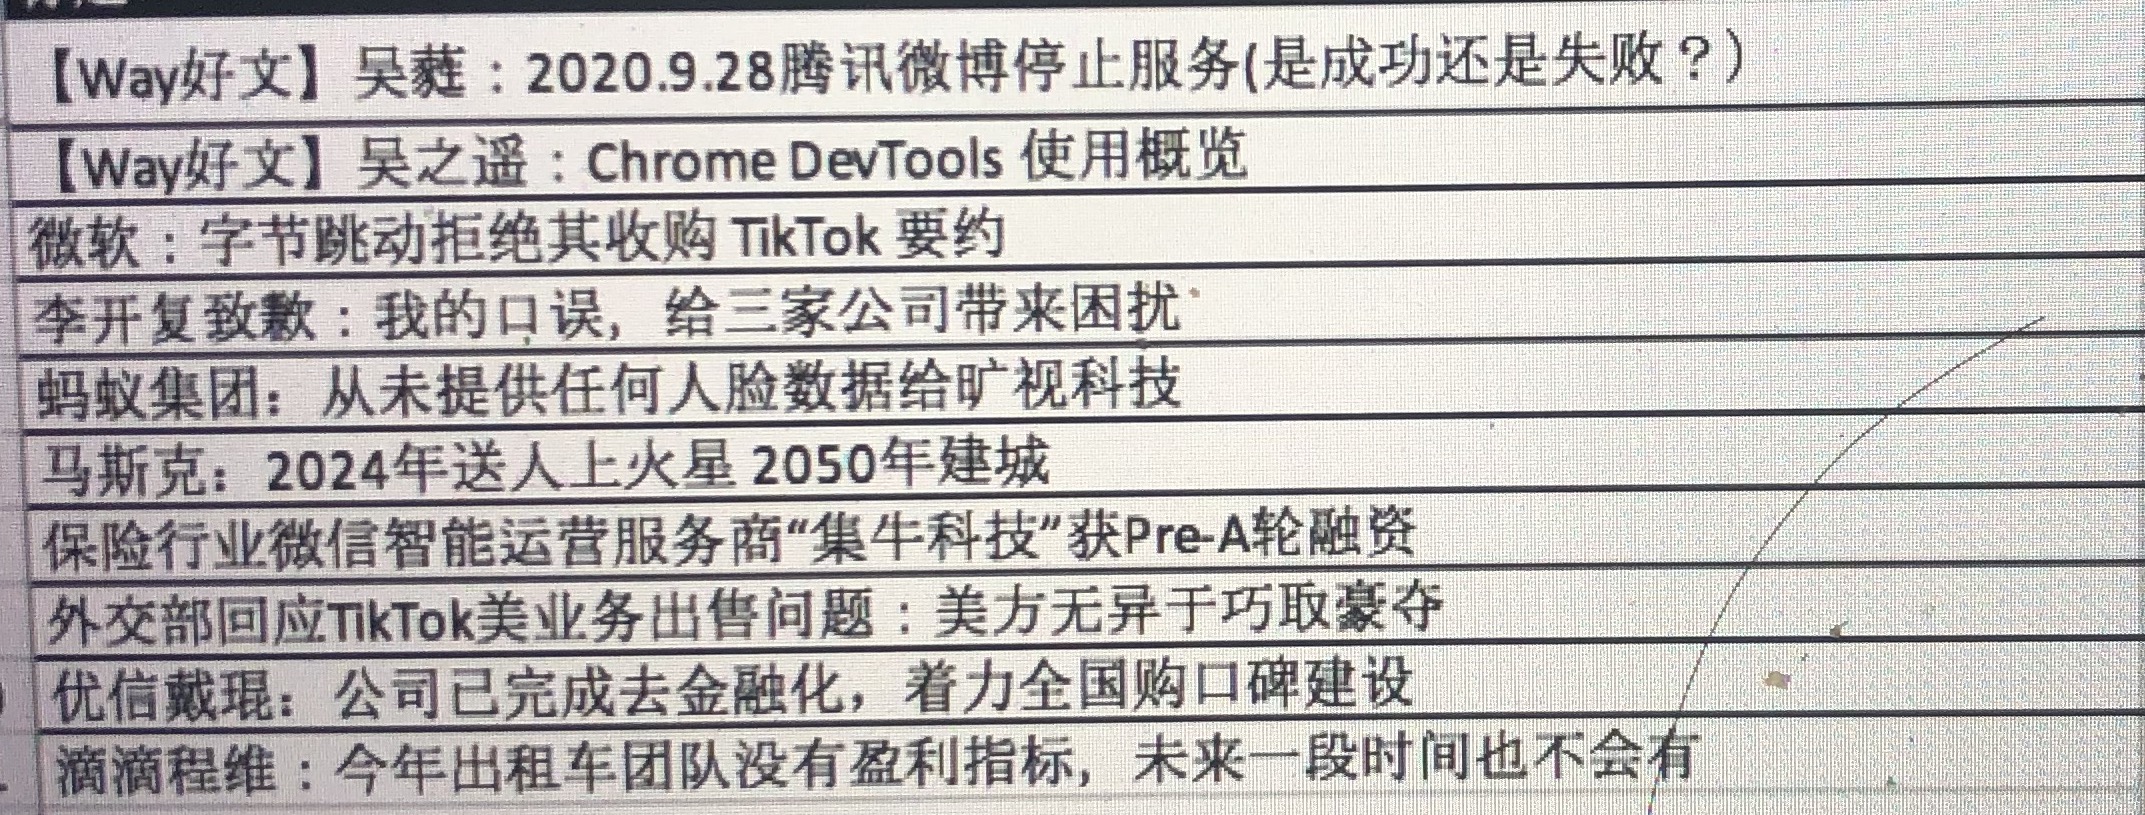 【Way好文】吴蕤：2020.9.28腾讯微博停止服务(是成功还是失败？)
【Way好文】吴之遥：Chrome DevTools 使用概览
微软：字节跳动拒绝其收购 TikTok 要约
李开复致歉：我的口误，给三家公司带来困扰
蚂蚁集团：从未提供任何人脸数据给旷视科技
马斯克：2024年送人上火星 2050年建城
保险行业微信智能运营服务商“集牛科技”获Pre-A轮融资
外交部回应TikTok美业务出售问题：美方无异于巧取豪夺
优信戴琨：公司已完成去金融化，着力全国购口碑建设
滴滴程维：今年出租车团队没有盈利指标，未来一段时间也不会有